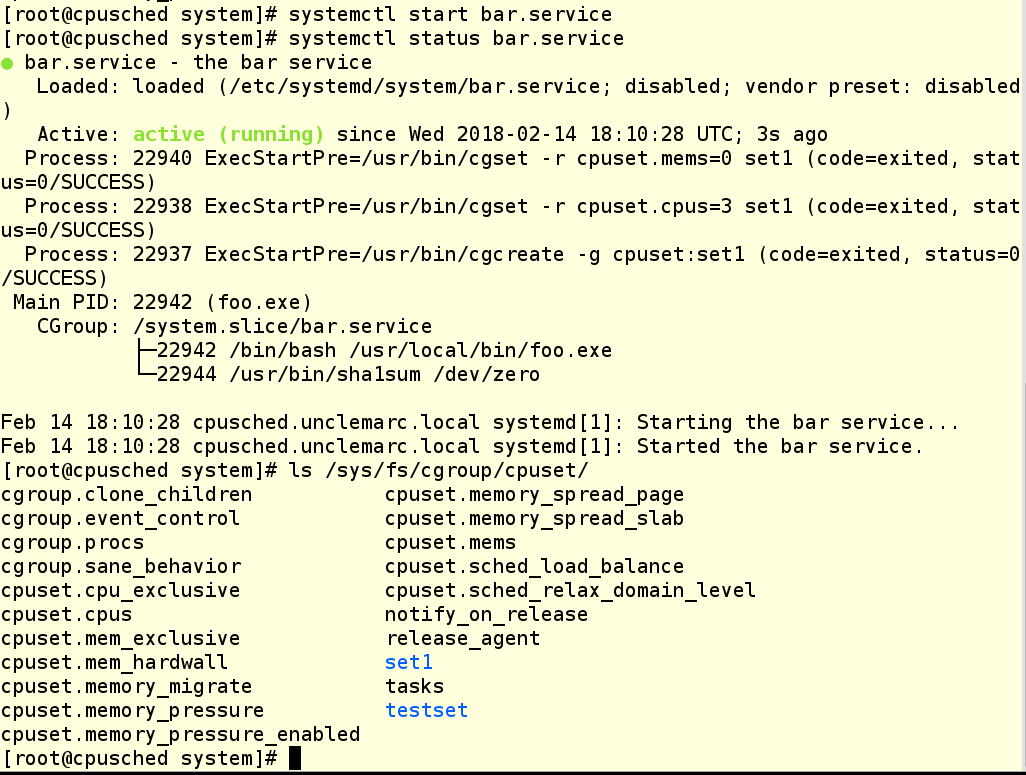 [root@cpusched system]# systemctl start bar.service
[root@cpusched system]# systemctl status bar.service
● bar.service - the bar service
   Loaded: loaded (/etc/systemd/system/bar.service; disabled; vendor preset: disabled
)
   Active: active (running) since Wed 2018-02-14 18:10:28 UTC; 3s ago
  Process: 22940 ExecStartPre=/usr/bin/cgset -r cpuset.mems=0 set1 (code=exited, stat
us=0/SUCCESS)
  Process: 22938 ExecStartPre=/usr/bin/cgset -r cpuset.cpus=3 set1 (code=exited, stat
us=0/SUCCESS)
  Process: 22937 ExecStartPre=/usr/bin/cgcreate -g cpuset:set1 (code=exited, status=0
/SUCCESS)
 Main PID: 22942 (foo.exe)
   CGroup: /system.slice/bar.service
           ├─22942 /bin/bash /usr/local/bin/foo.exe
           └─22944 /usr/bin/sha1sum /dev/zero

Feb 14 18:10:28 cpusched.unclemarc.local systemd[1]: Starting the bar service...
Feb 14 18:10:28 cpusched.unclemarc.local systemd[1]: Started the bar service.
[root@cpusched system]# ls /sys/fs/cgroup/cpuset/
cgroup.clone_children           cpuset.memory_spread_page
cgroup.event_control            cpuset.memory_spread_slab
cgroup.procs                    cpuset.mems
cgroup.sane_behavior            cpuset.sched_load_balance
cpuset.cpu_exclusive            cpuset.sched_relax_domain_level
cpuset.cpus                     notify_on_release
cpuset.mem_exclusive            release_agent
cpuset.mem_hardwall             set1
cpuset.memory_migrate           tasks
cpuset.memory_pressure          testset
cpuset.memory_pressure_enabled
[root@cpusched system]#